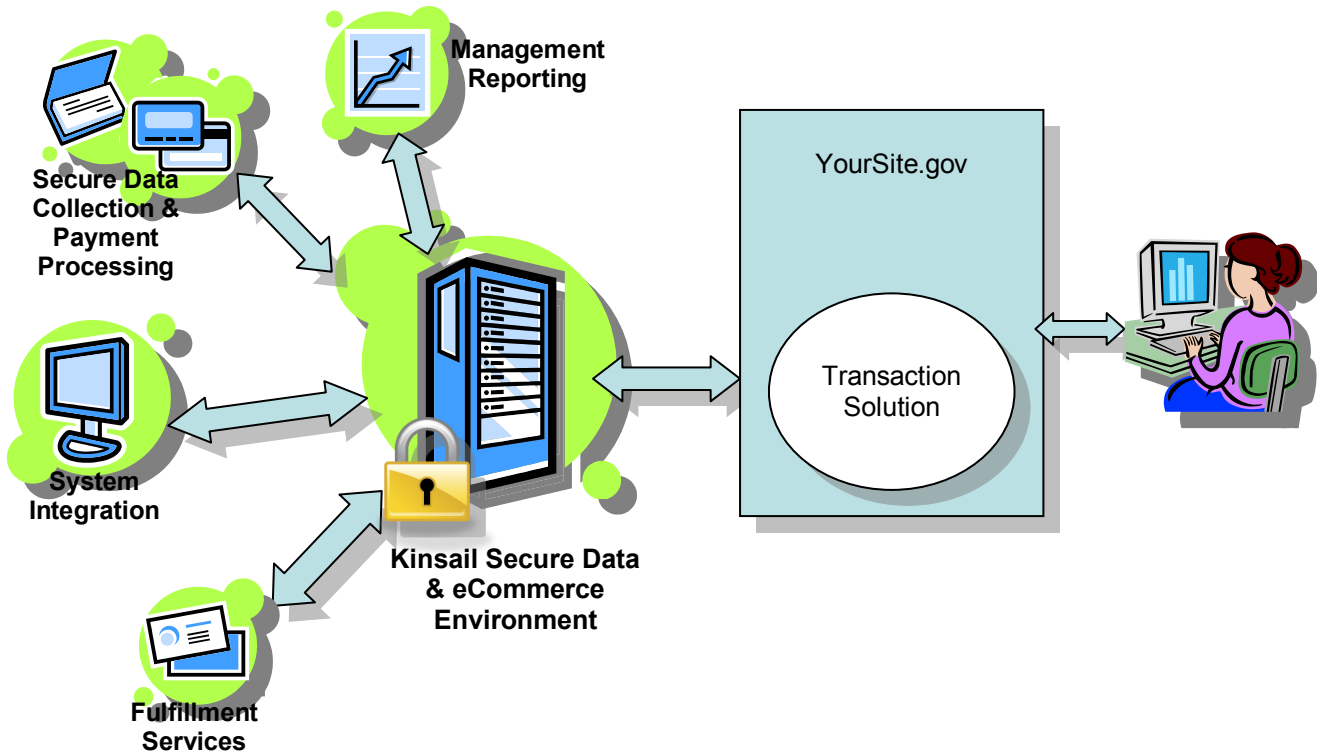 Management
Reporting
Secure Data
Collection &
Payment
Processing
System
Integration
Fulfillment
Services
Kinsail Secure Data
& eCommerce
Environment
YourSite.gov
Transaction
Solution